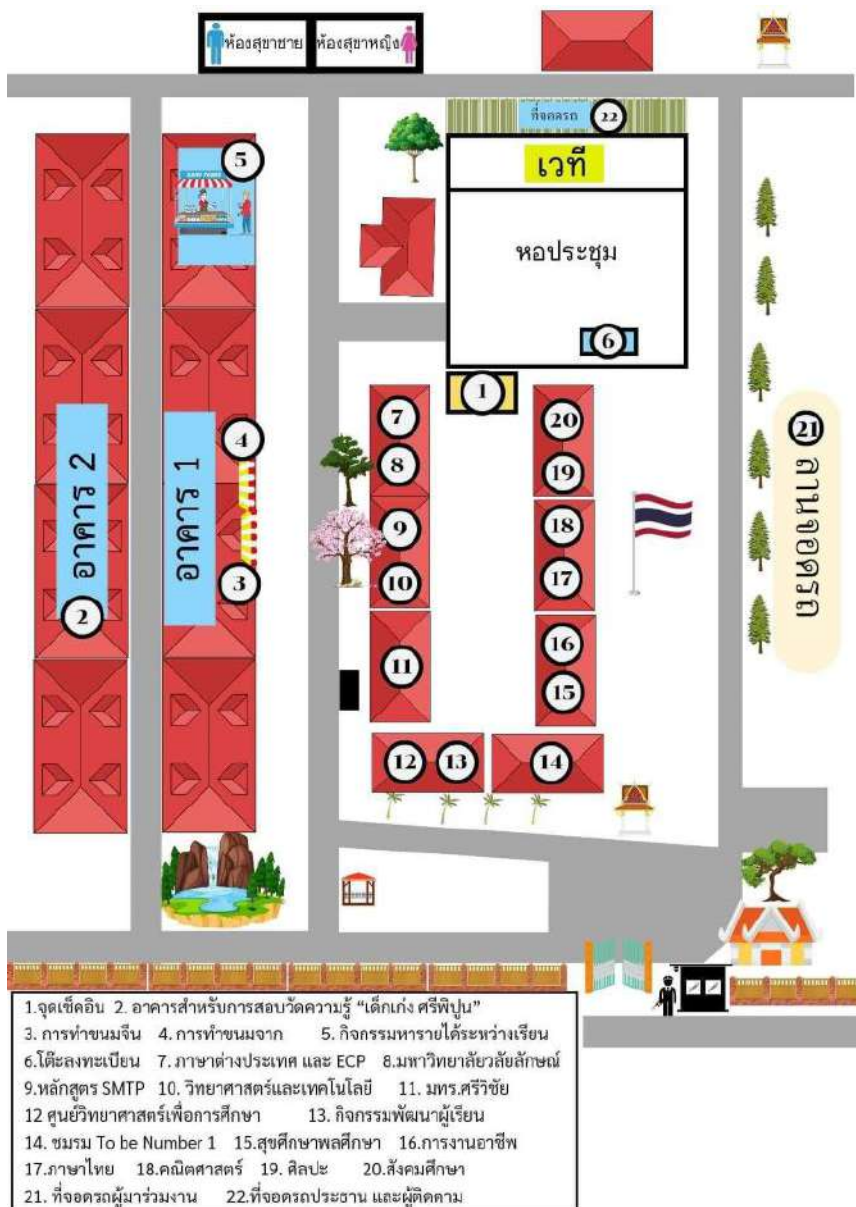 ห้องสุขาชาย ห้องสุขาหญิง
ที่จอดรถ 22
เวที
หอประชุม
5
6
1
4
อาคาร 2
อาคาร 1
3
2
7
8
9
10
11
12 13
14
20
19
18
17
16
15
21 ลานจอดรถ
1.จุดเช็คอิน 2. อาคารสำหรับการสอบวัดความรู้ “เด็กเก่ง ศรีพิปูน”
3. การทำขนมจีน 4. การทำขนมจาก 5. กิจกรรมหารายได้ระหว่างเรียน
6.โต๊ะลงทะเบียน 7. ภาษาต่างประเทศ และ ECP 8.มหาวิทยาลัยวลัยลักษณ์
9.หลักสูตร SMTP 10. วิทยาศาสตร์และเทคโนโลยี 11. มทร.ศรีวิชัย
12 ศูนย์วิทยาศาสตร์เพื่อการศึกษา 13. กิจกรรมพัฒนาผู้เรียน
14. ชมรม To be Number 1 15.สุขศึกษาพลศึกษา 16.การงานอาชีพ
17.ภาษาไทย 18.คณิตศาสตร์ 19. ศิลปะ 20.สังคมศึกษา
21. ที่จอดรถผู้มาร่วมงาน 22.ที่จอดรถประธาน และผู้ติดตาม